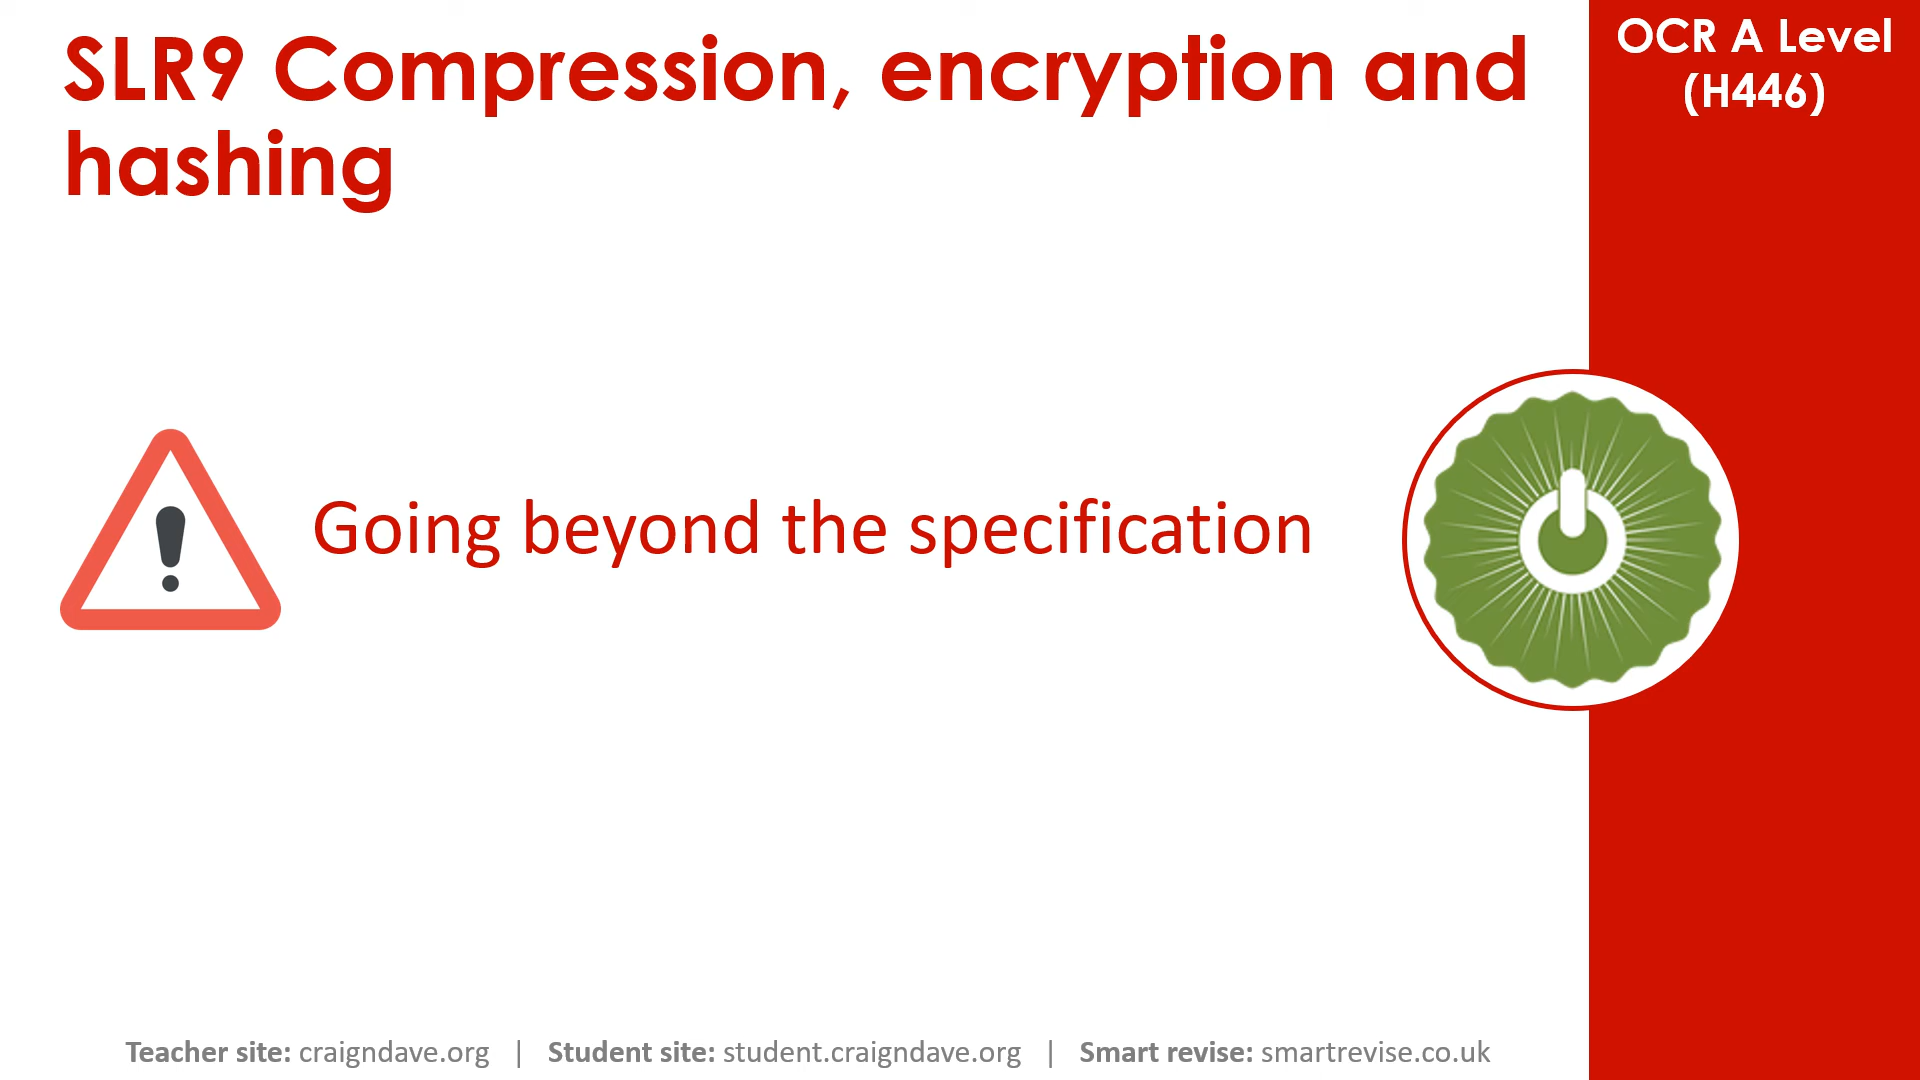 SLR9 Compression, encryption and
hashing
OCR A Level
(H446)
Going beyond the specification
Teacher site: craigndave.org | Student site: student.craigndave.org | Smart revise: smartrevise.co.uk